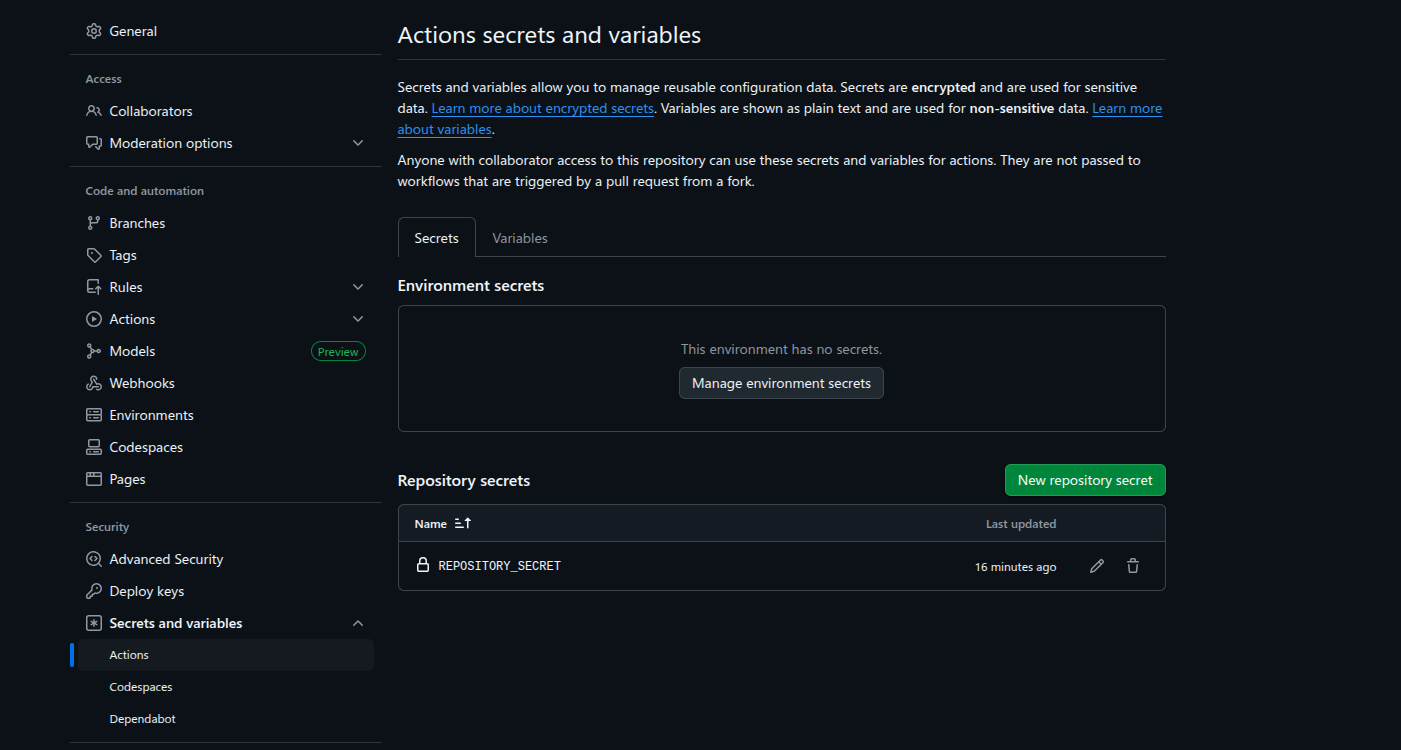 General
Access
Collaborators
Moderation options
Code and automation
Branches
Tags
Rules
Actions
Models Preview
Webhooks
Environments
Codespaces
Pages
Security
Advanced Security
Deploy keys
Secrets and variables
Actions
Codespaces
Dependabot
Actions secrets and variables
Secrets and variables allow you to manage reusable configuration data. Secrets are encrypted and are used for sensitive
data. Learn more about encrypted secrets. Variables are shown as plain text and are used for non-sensitive data. Learn more
about variables.
Anyone with collaborator access to this repository can use these secrets and variables for actions. They are not passed to
workflows that are triggered by a pull request from a fork.
Secrets Variables
Environment secrets
This environment has no secrets.
Manage environment secrets
Repository secrets New repository secret
Name Last updated
REPOSITORY_SECRET 16 minutes ago